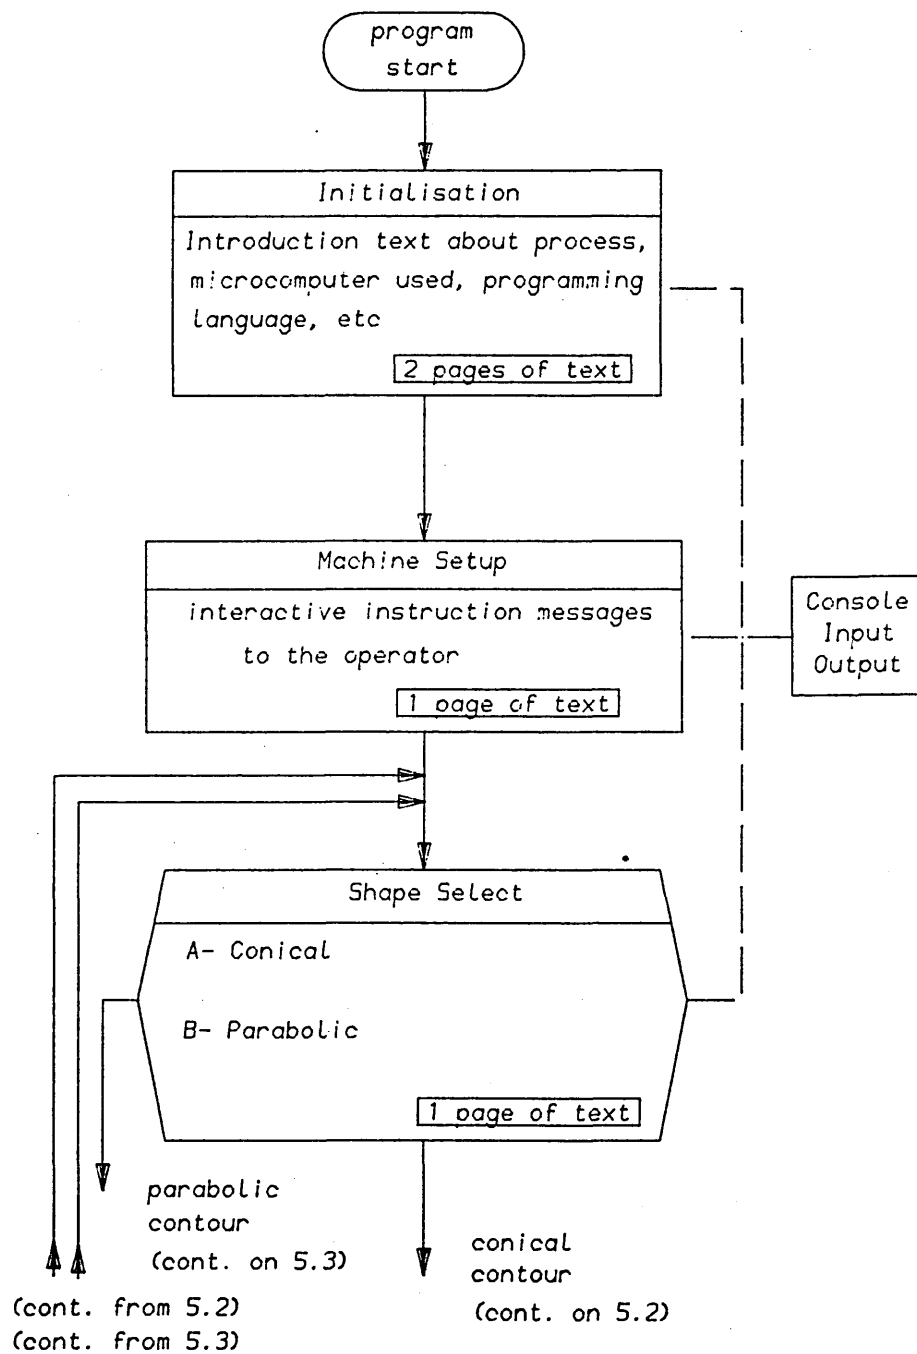 program
start
Initialisation
Introduction text about process,
microcomputer used, programming
language, etc
2 pages of text
Machine Setup
interactive instruction messages
to the operator
1 page of text
Console
Input
Output
Shape Select
A- Conical
B- Parabolic
1 page of text
parabolic
contour
(cont. on 5.3)
conical
contour
(cont. on 5.2)
(cont. from 5.2)
(cont. from 5.3)